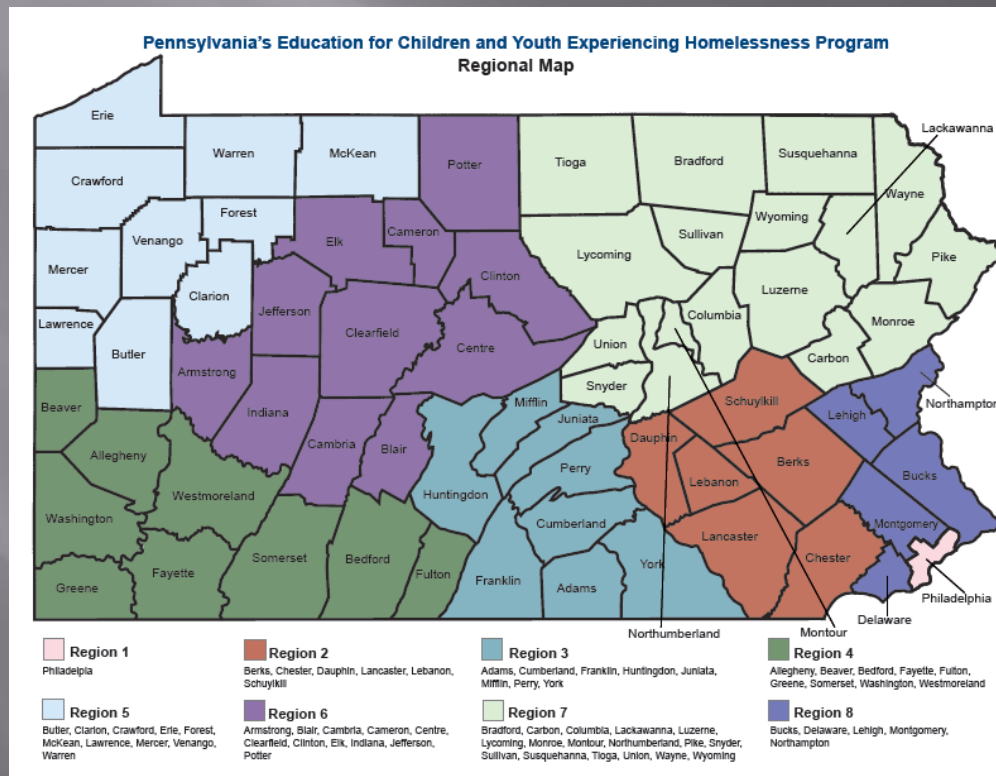 Pennsylvania's Education for Children and Youth Experiencing Homelessness Program
Regional Map
Lackawanna
Erie
Warren
McKean
Potter
Tioga
Bradford
Susquehanna
Wayne
Crawford
Forest
Venango
Elk
Cameron
Wyoming
Sullivan
Lycoming
Pike
Mercer
Clinton
Clarion
Luzerne
Jefferson
Columbia
Lawrence
Clearfield
Monroe
Union
Centre
Butler
Carbon
Armstrong
Snyder
Northampton
Beaver
Indiana
Mifflin
Schuylkill
Lehigh
Juniata
Dauphin
Cambria
Blair
Allegheny
Berks
Perry
Bucks
Lebanon
Westmoreland
Huntingdon
Washington
Cumberland
Montgomery
Lancaster
Somerset
Bedford
Chester
York
Fayette
Fulton
Franklin
Adams
Greene
Philadelphia
Delaware
Northumberland
Montour
Region 1
Philadelpia
Region 2
Berks, Chester, Dauphin, Lancaster, Lebanon,
Schuylkill
Region 3
Adams, Cumberland, Franklin, Huntingdon, Juniata,
Mifflin, Perry, York
Region 4
Allegheny, Beaver, Bedford, Fayette, Fulton,
Greene, Somerset, Washington, Westmoreland
Region 5
Butler, Clarion, Crawford, Erie, Forest,
McKean, Lawrence, Mercer, Venango,
Warren
Region 6
Armstrong, Blair, Cambria, Cameron, Centre,
Clearfield, Clinton, Elk, Indiana, Jefferson,
Potter
Region 7
Bradford, Carbon, Columbia, Lackawanna, Luzerne,
Lycoming, Monroe, Montour, Northumberland, Pike, Snyder,
Sullivan, Susquehanna, Tioga, Union, Wayne, Wyoming
Region 8
Bucks, Delaware, Lehigh, Montgomery,
Northampton